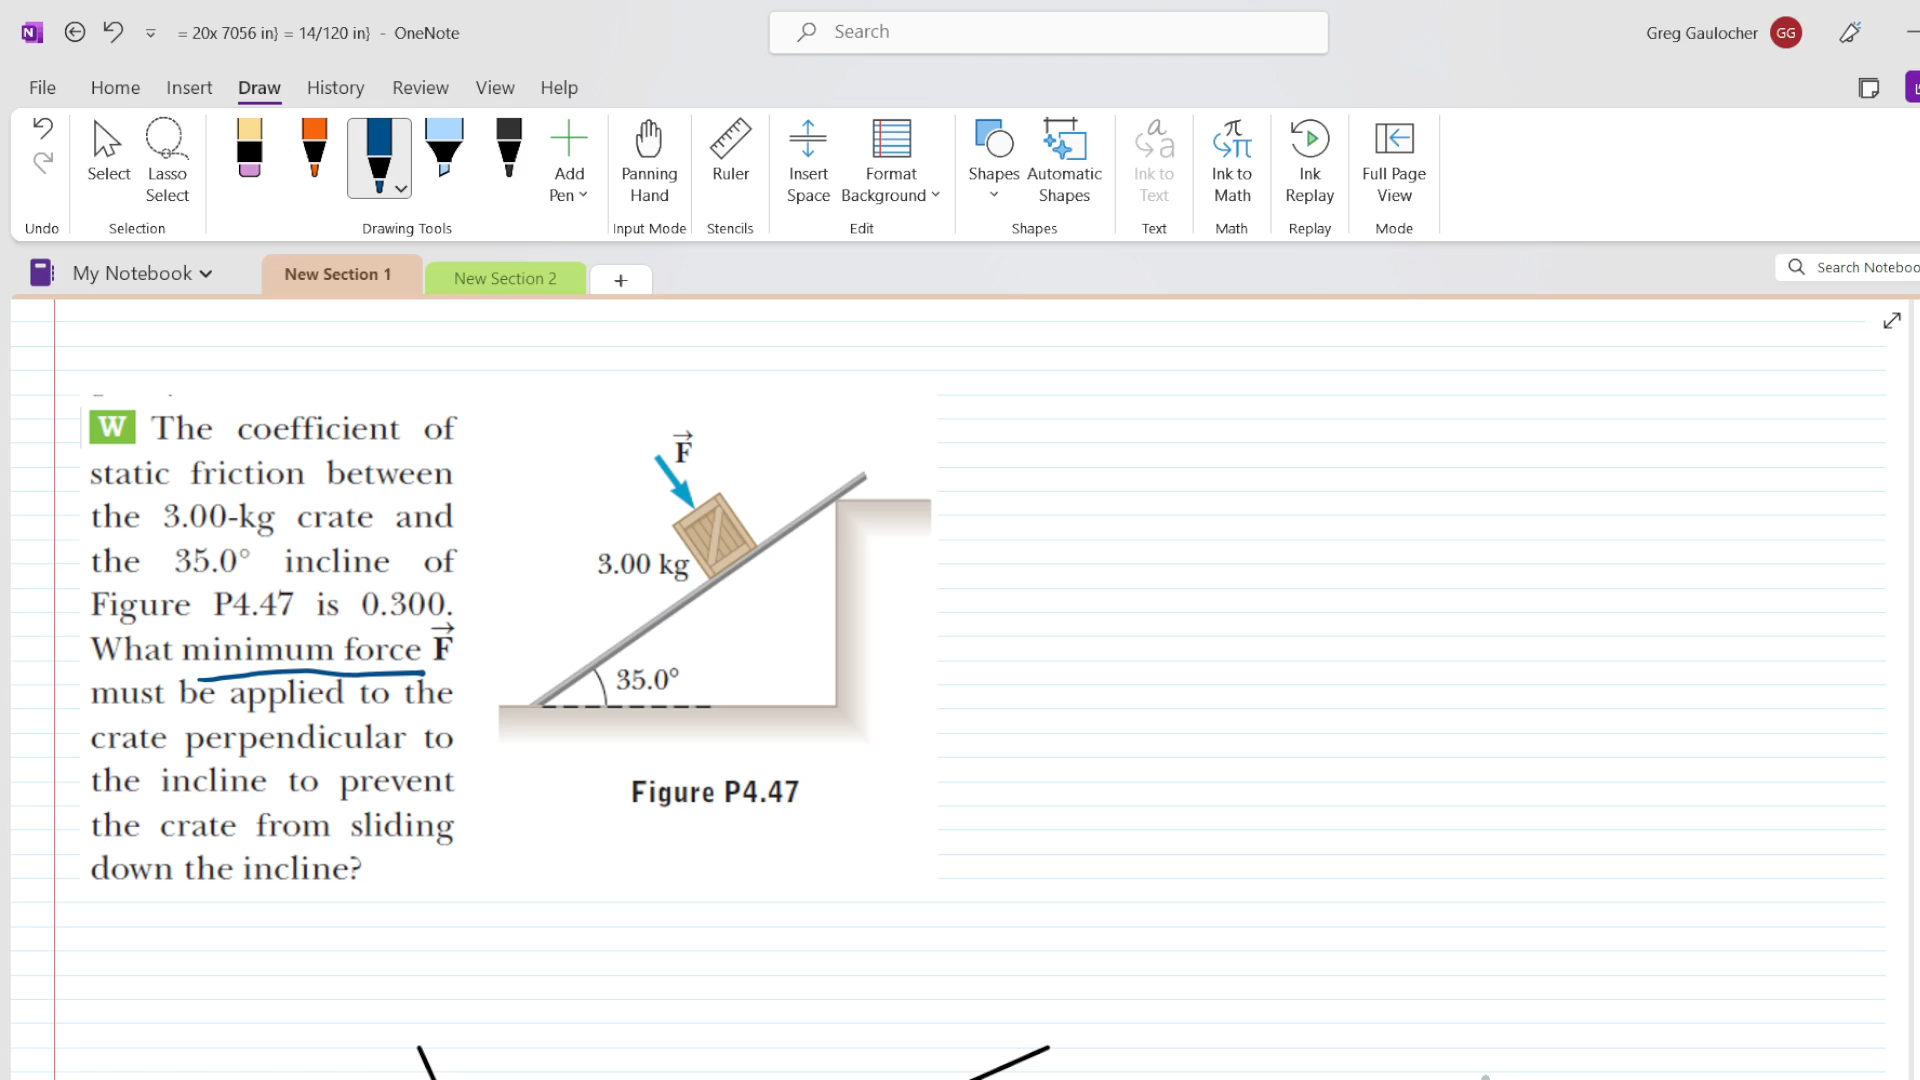 = 20x 7056 in} = 14/120 in} - OneNote
Search
Greg Gaulocher
GG
File Home Insert Draw History Review View Help
Undo
Select
Lasso Select
Selection
Drawing Tools
Add Pen
Panning Hand
Input Mode
Ruler
Stencils
Insert Space
Format Background
Edit
Shapes
Automatic Shapes
Shapes
Ink to Text
Text
Ink to Math
Math
Ink Replay
Replay
Full Page View
Mode
My Notebook
New Section 1
New Section 2
+
Search Noteboo
W The coefficient of
static friction between
the 3.00-kg crate and
the 35.0° incline of
Figure P4.47 is 0.300.
What minimum force F
must be applied to the
crate perpendicular to
the incline to prevent
the crate from sliding
down the incline?
F
3.00 kg
35.0°
Figure P4.47